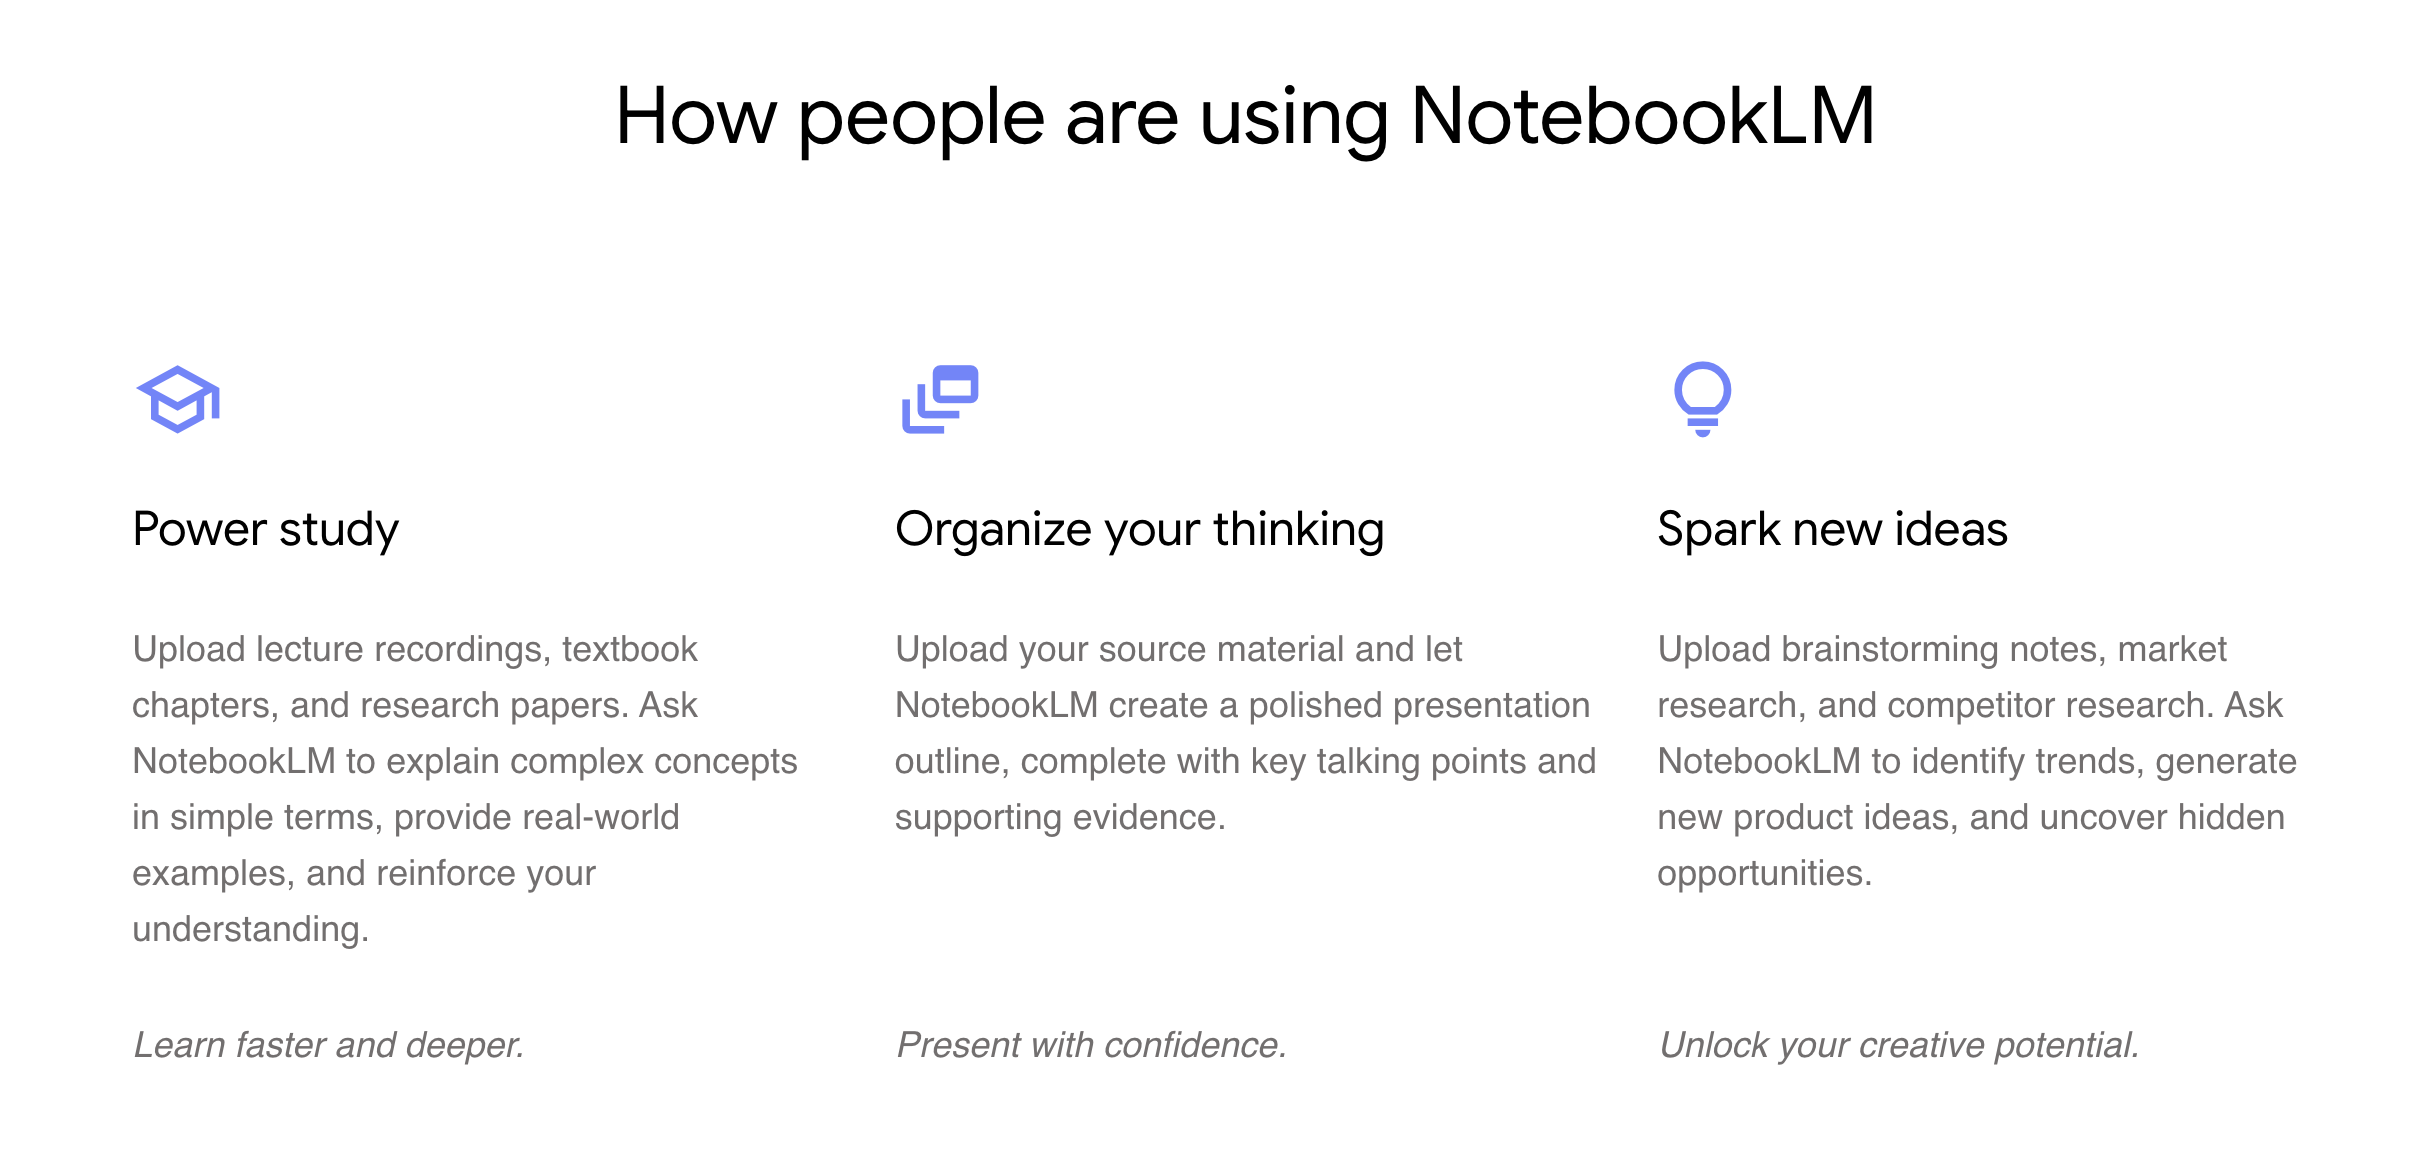 How people are using NotebookLM
Power study
Upload lecture recordings, textbook
chapters, and research papers. Ask
NotebookLM to explain complex concepts
in simple terms, provide real-world
examples, and reinforce your
understanding.
Learn faster and deeper.
Organize your thinking
Upload your source material and let
NotebookLM create a polished presentation
outline, complete with key talking points and
supporting evidence.
Present with confidence.
Spark new ideas
Upload brainstorming notes, market
research, and competitor research. Ask
NotebookLM to identify trends, generate
new product ideas, and uncover hidden
opportunities.
Unlock your creative potential.